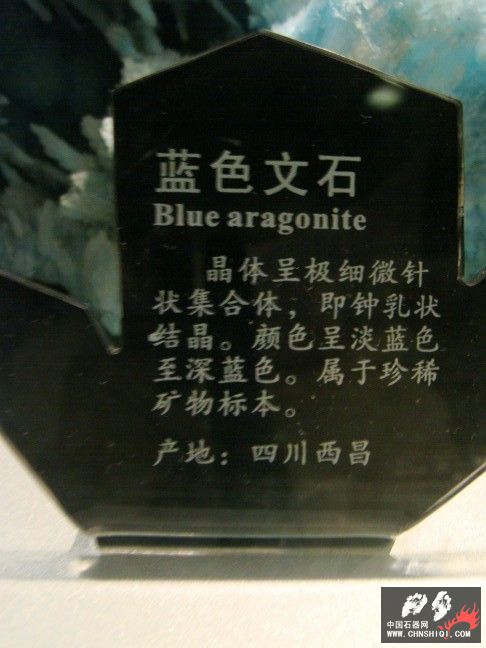 蓝色文石
Blue aragonite
晶体呈极细微针
状集合体，即钟乳状
结晶。颜色呈淡蓝色
至深蓝色。属于珍稀
矿物标本。
产地：四川西昌
中国石器网
WWW.CHNSHIQI.COM